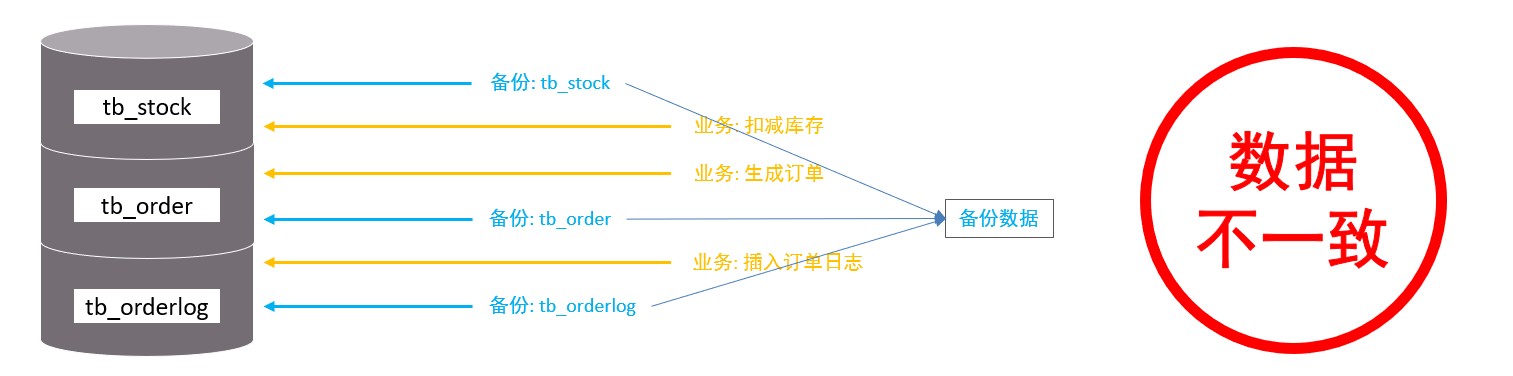 tb_stock
tb_order
tb_orderlog
备份: tb_stock
业务: 扣减库存
业务: 生成订单
备份: tb_order
业务: 插入订单日志
备份: tb_orderlog
备份数据
数据
不一致